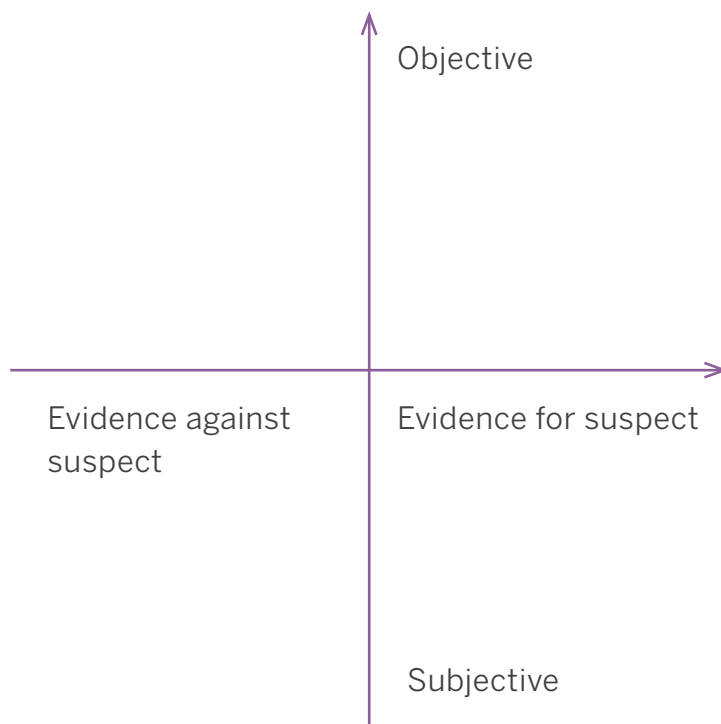 Objective
Evidence against
suspect
Evidence for suspect
Subjective